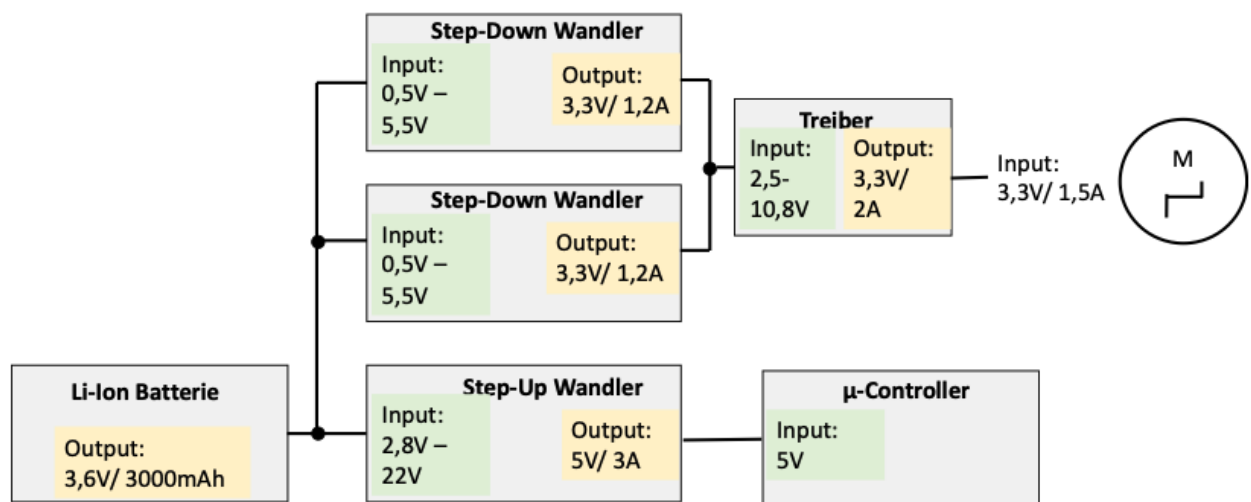 Step-Down Wandler
Input:
0,5V –
5,5V
Output:
3,3V/ 1,2A
Step-Down Wandler
Input:
0,5V –
5,5V
Output:
3,3V/ 1,2A
Treiber
Input:
2,5-
10,8V
Output:
3,3V/
2A
Input:
3,3V/ 1,5A
M
Li-Ion Batterie
Output:
3,6V/ 3000mAh
Step-Up Wandler
Input:
2,8V –
22V
Output:
5V/ 3A
µ-Controller
Input:
5V